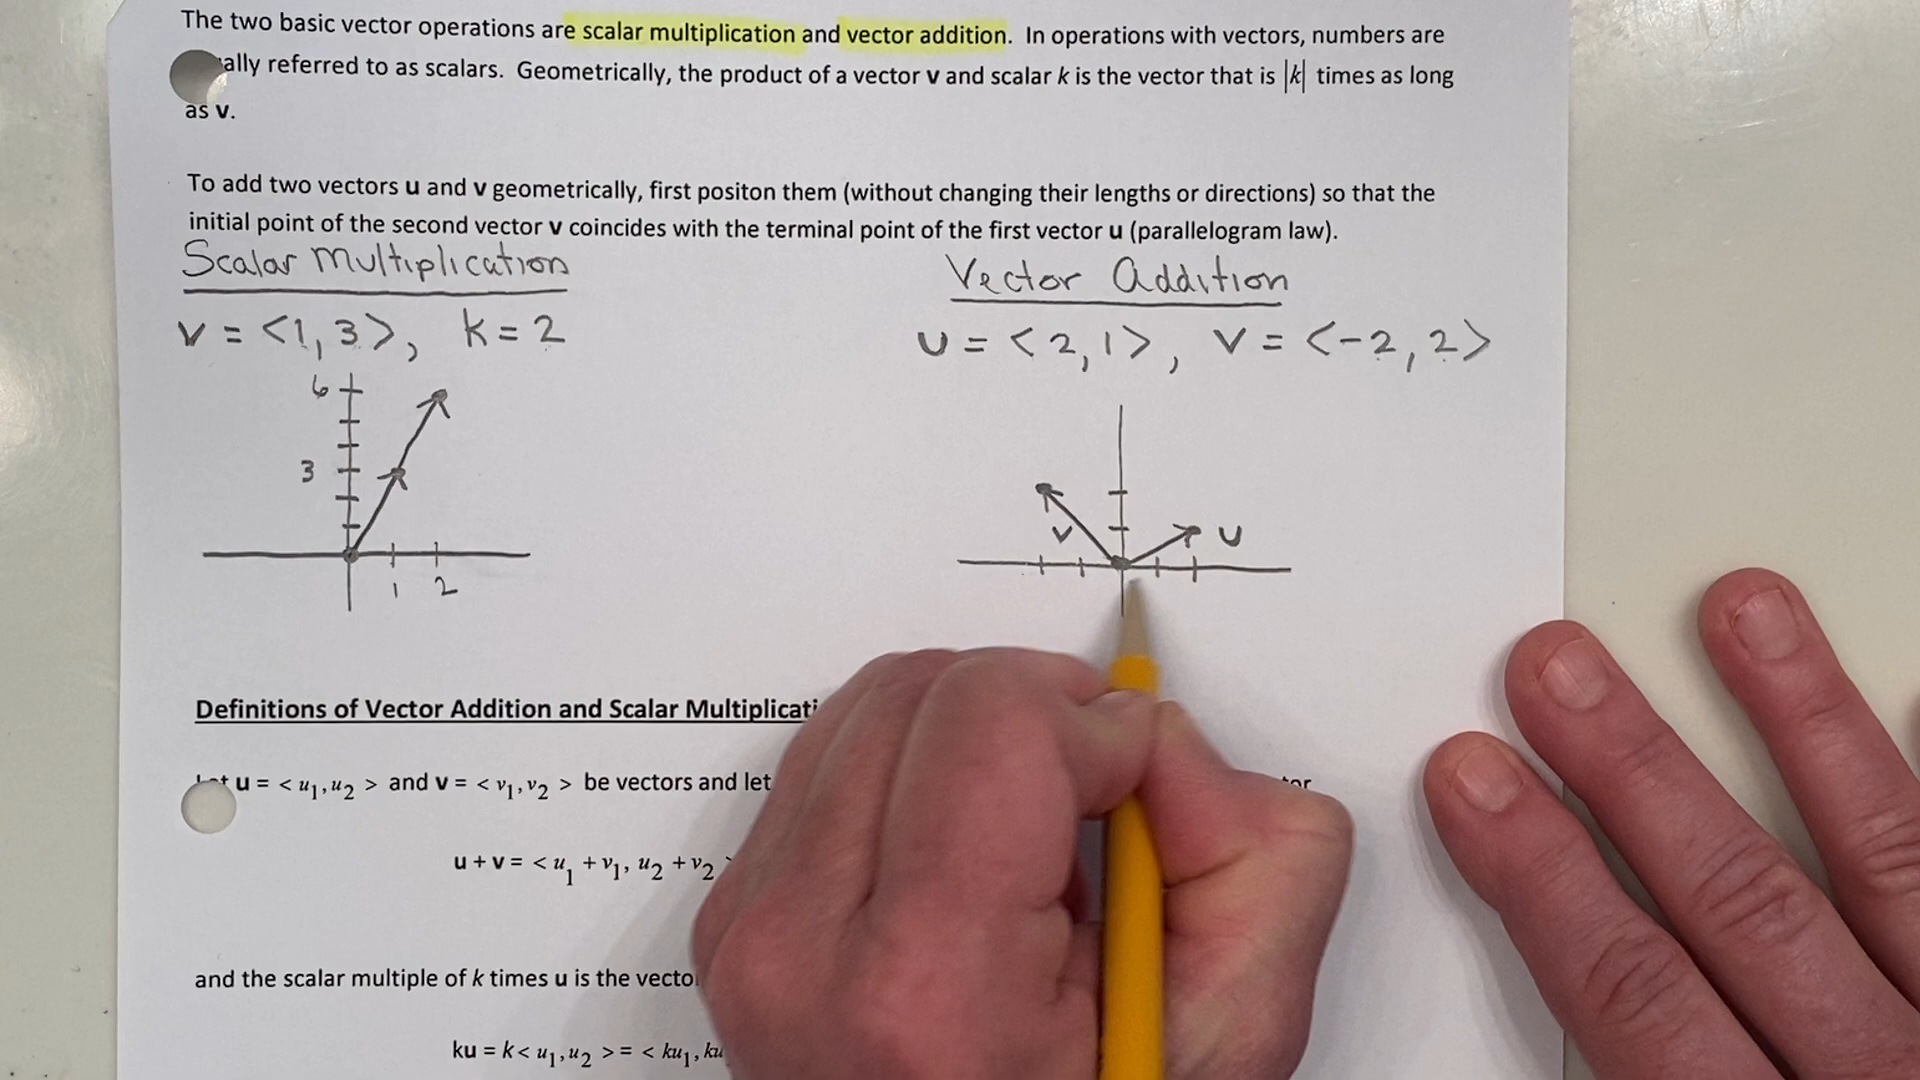 The two basic vector operations are scalar multiplication and vector addition. In operations with vectors, numbers are
referred to as scalars. Geometrically, the product of a vector v and scalar k is the vector that is |k| times as long
as v.
To add two vectors u and v geometrically, first positon them (without changing their lengths or directions) so that the
initial point of the second vector v coincides with the terminal point of the first vector u (parallelogram law).
Scalar Multiplication
v = <1,3>, k = 2
6
3
1 2
Vector Addition
u = <2,1>, v = <-2,2>
v u
Definitions of Vector Addition and Scalar
u = < u₁, u₂ > and v = < v₁, v₂ > be vectors and let
u + v = < u₁ + v₁, u₂ + v₂
and the scalar multiple of k times u is the
ku = k < u₁, u₂ > = < ku₁,